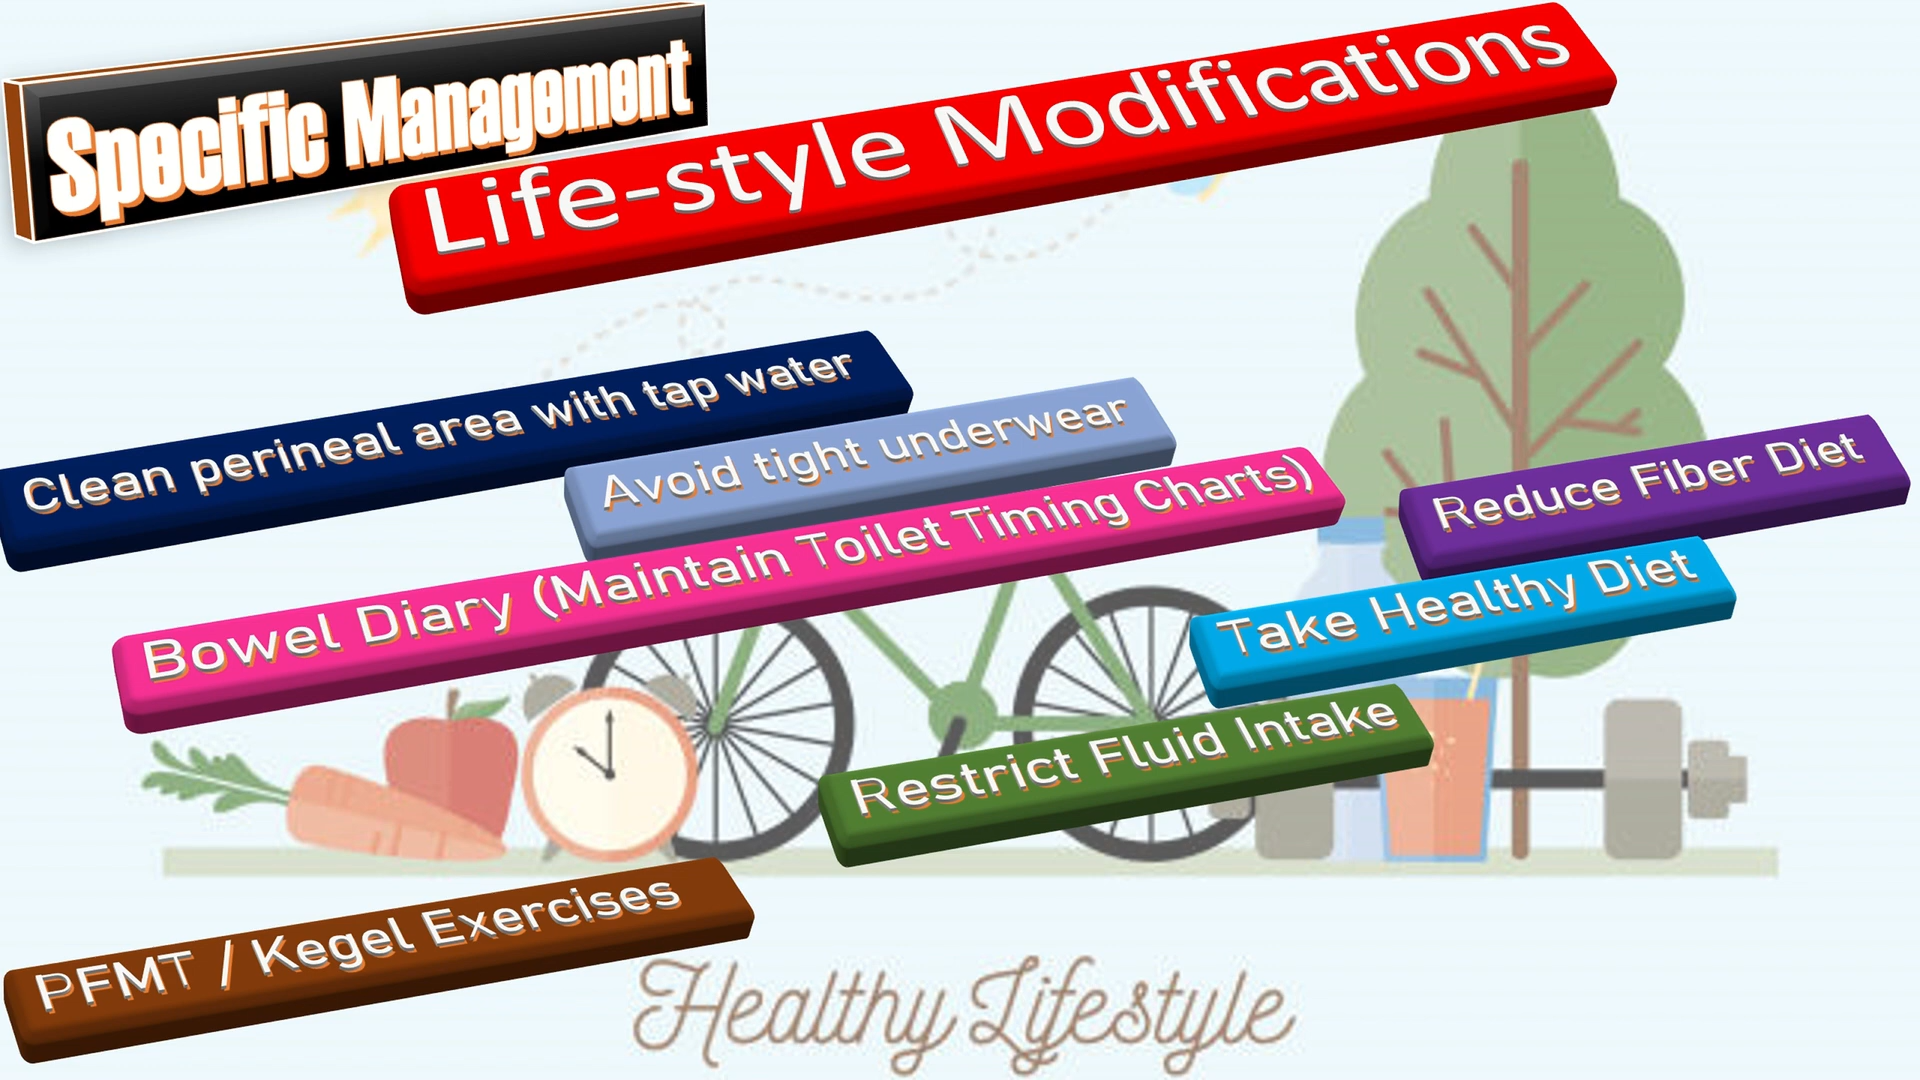 Specific Management
Life-style Modifications
Clean perineal area with tap water
Avoid tight underwear
Bowel Diary (Maintain Toilet Timing Charts)
Reduce Fiber Diet
Take Healthy Diet
Restrict Fluid Intake
PFMT / Kegel Exercises
Healthy Lifestyle